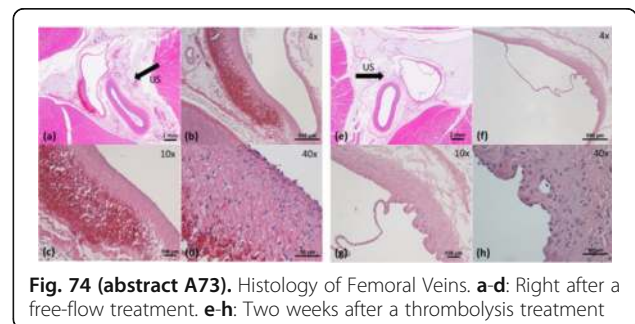 4x
US
(a)
(b)
4x
US
(e)
(f)
10x
(c)
40x
(d)
10x
(g)
40x
(h)
Fig. 74 (abstract A73). Histology of Femoral Veins. a-d: Right after a
free-flow treatment. e-h: Two weeks after a thrombolysis treatment